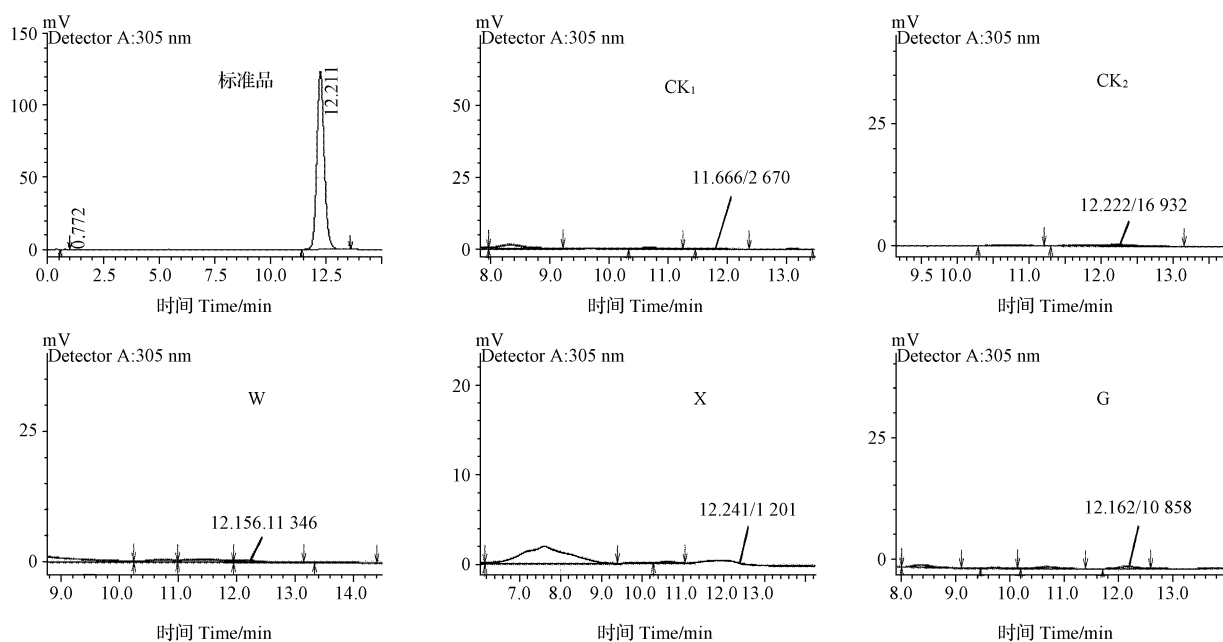 mV
Detector A:305 nm
150
100
50
0
标准品
0.772
12.211
0.0 2.5 5.0 7.5 10.0 12.5
时间 Time/min
mV
Detector A:305 nm
50
25
0
CK₁
11.666/2 670
8.0 9.0 10.0 11.0 12.0 13.0
时间 Time/min
mV
Detector A:305 nm
25
0
CK₂
12.222/16 932
9.5 10.0 11.0 12.0 13.0
时间 Time/min
mV
Detector A:305 nm
25
0
W
12.156.11 346
9.0 10.0 11.0 12.0 13.0 14.0
时间 Time/min
mV
Detector A:305 nm
20
10
0
X
12.241/1 201
7.0 8.0 9.0 10.0 11.0 12.0 13.0
时间 Time/min
mV
Detector A:305 nm
25
0
G
12.162/10 858
8.0 9.0 10.0 11.0 12.0 13.0
时间 Time/min